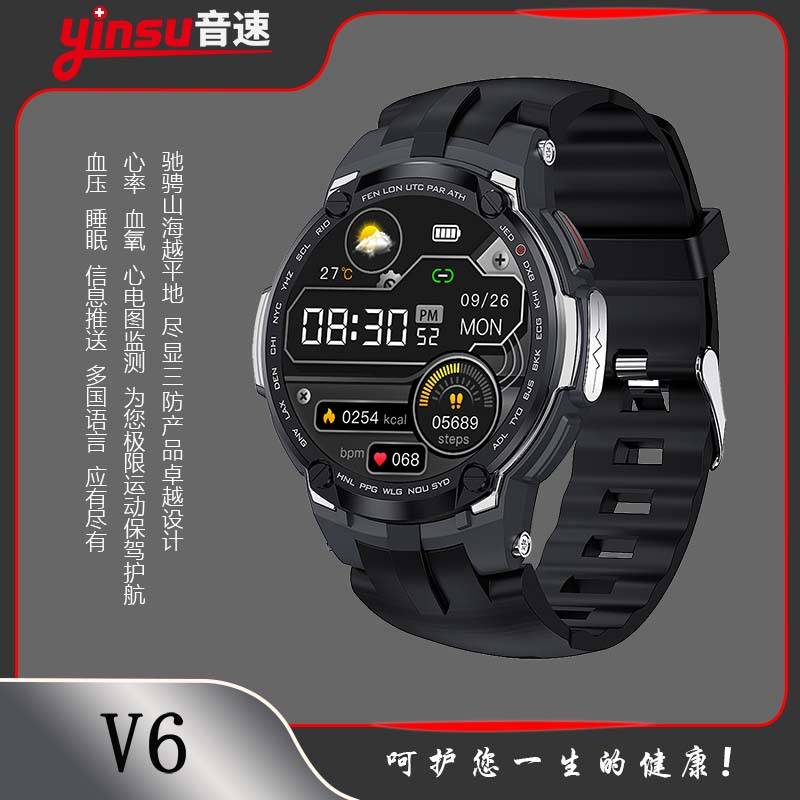 yinsu音速
驰骋山海越平地 尽显三防产品卓越设计
心率 血氧 心电图监测 为您极限运动保驾护航
血压 睡眠 信息推送 多国语言 应有尽有
FEN LON UTC PAR ATH
JED DXB KHI ECG KYI BKK BJS TYO ADL
SYD NOU WLG PPG HNL
ANG LAX DEN CHI NYC YHZ SCL RIO
27℃
09/26
08:30 PM 52
MON
0254 kcal
05689
steps
bpm
068
V6
呵护您一生的健康!